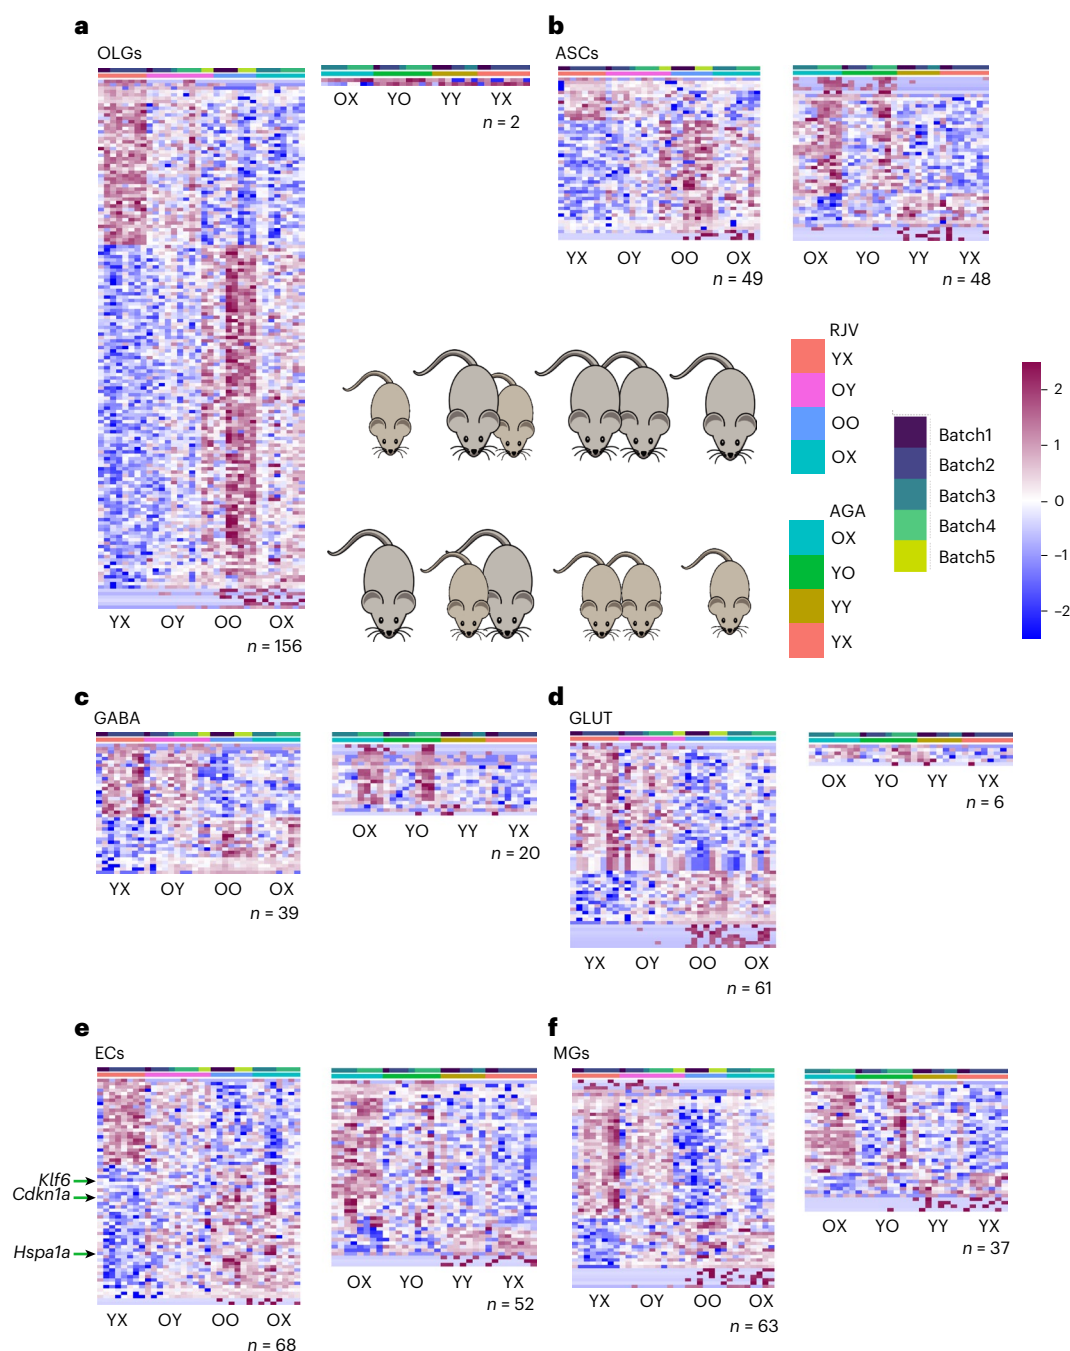 a
OLGs
OX YO YY YX
n = 2
YX OY OO OX
n = 156
b
ASCs
YX OY OO OX
n = 49
OX YO YY YX
n = 48
RJV
YX
OY
OO
OX
AGA
OX
YO
YY
YX
Batch1
Batch2
Batch3
Batch4
Batch5
2
1
0
−1
−2
c
GABA
YX OY OO OX
n = 39
OX YO YY YX
n = 20
d
GLUT
YX OY OO OX
n = 61
OX YO YY YX
n = 6
e
ECs
Klf6
Cdkn1a
Hspa1a
YX OY OO OX
n = 68
OX YO YY YX
n = 52
f
MGs
YX OY OO OX
n = 63
OX YO YY YX
n = 37